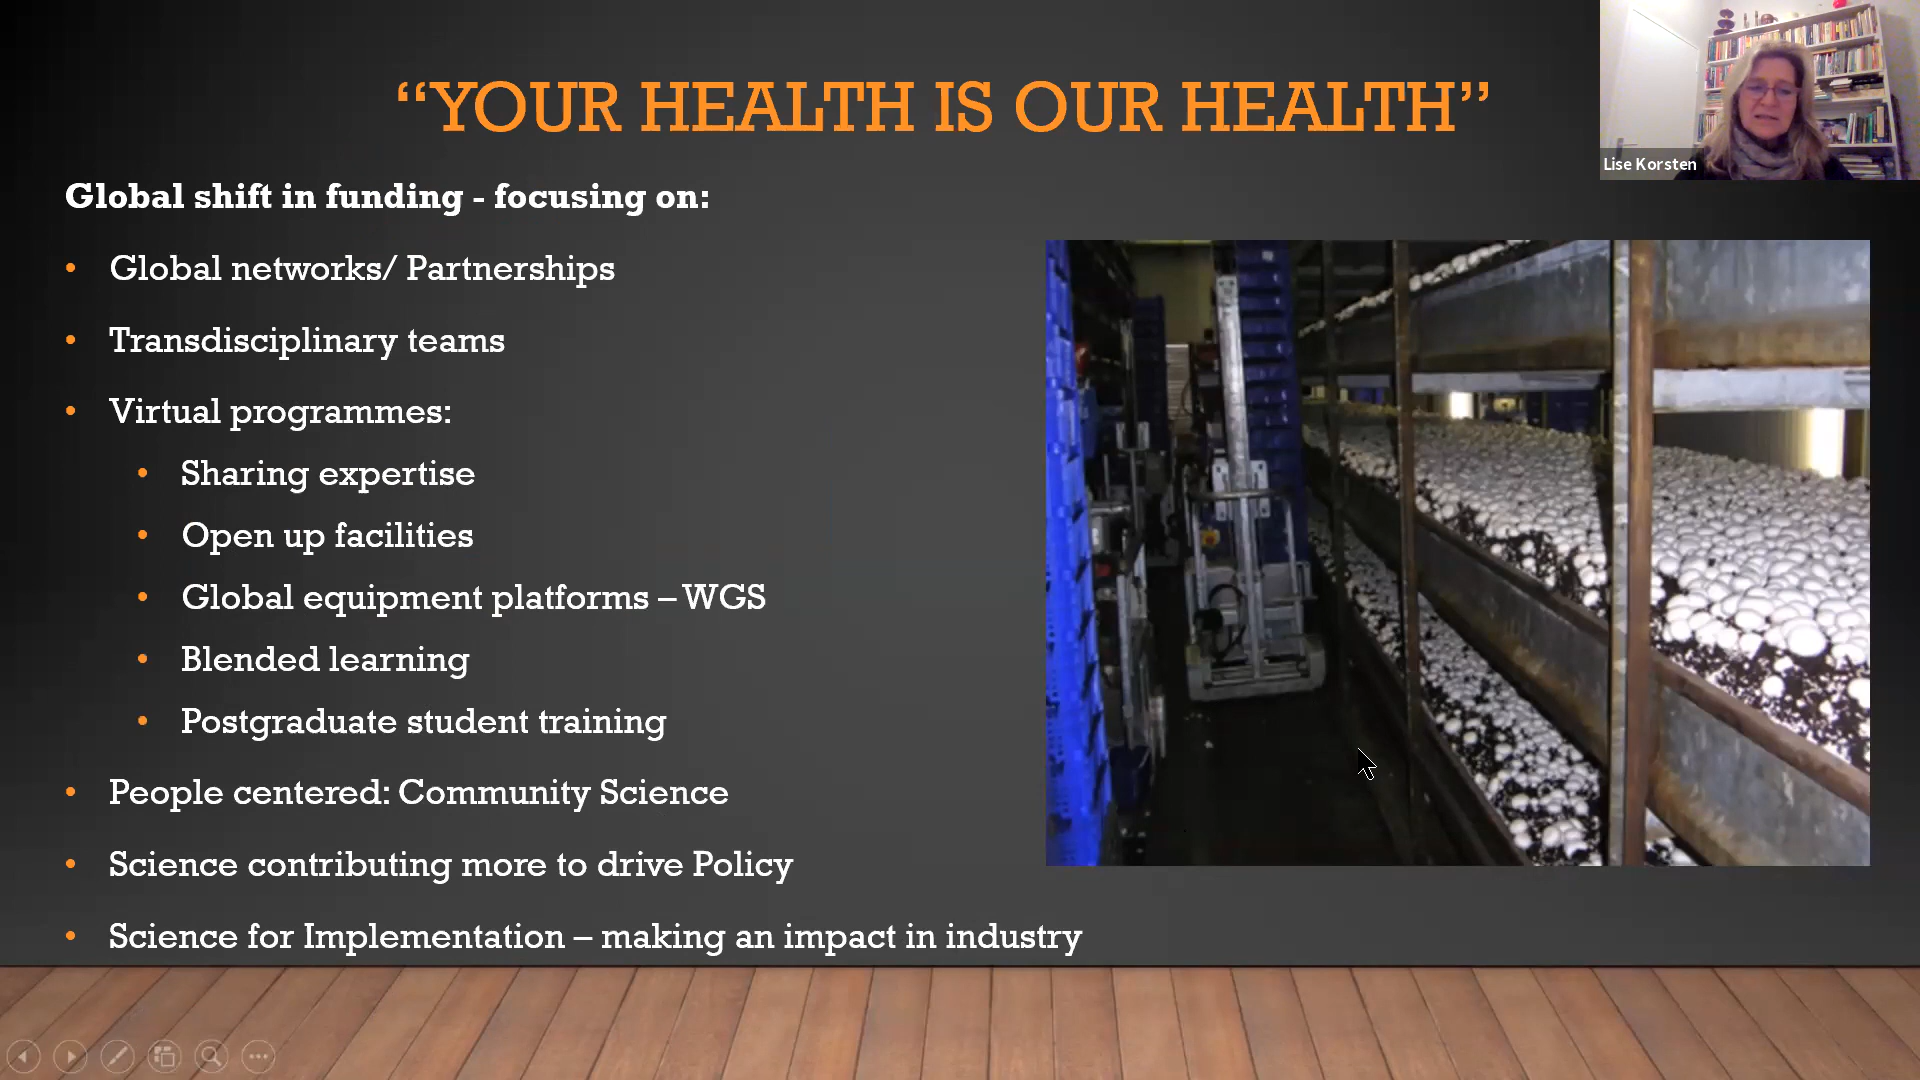 “YOUR HEALTH IS OUR HEALTH”
Lise Korsten
Global shift in funding - focusing on:
• Global networks/ Partnerships
• Transdisciplinary teams
• Virtual programmes:
• Sharing expertise
• Open up facilities
• Global equipment platforms – WGS
• Blended learning
• Postgraduate student training
• People centered: Community Science
• Science contributing more to drive Policy
• Science for Implementation – making an impact in industry